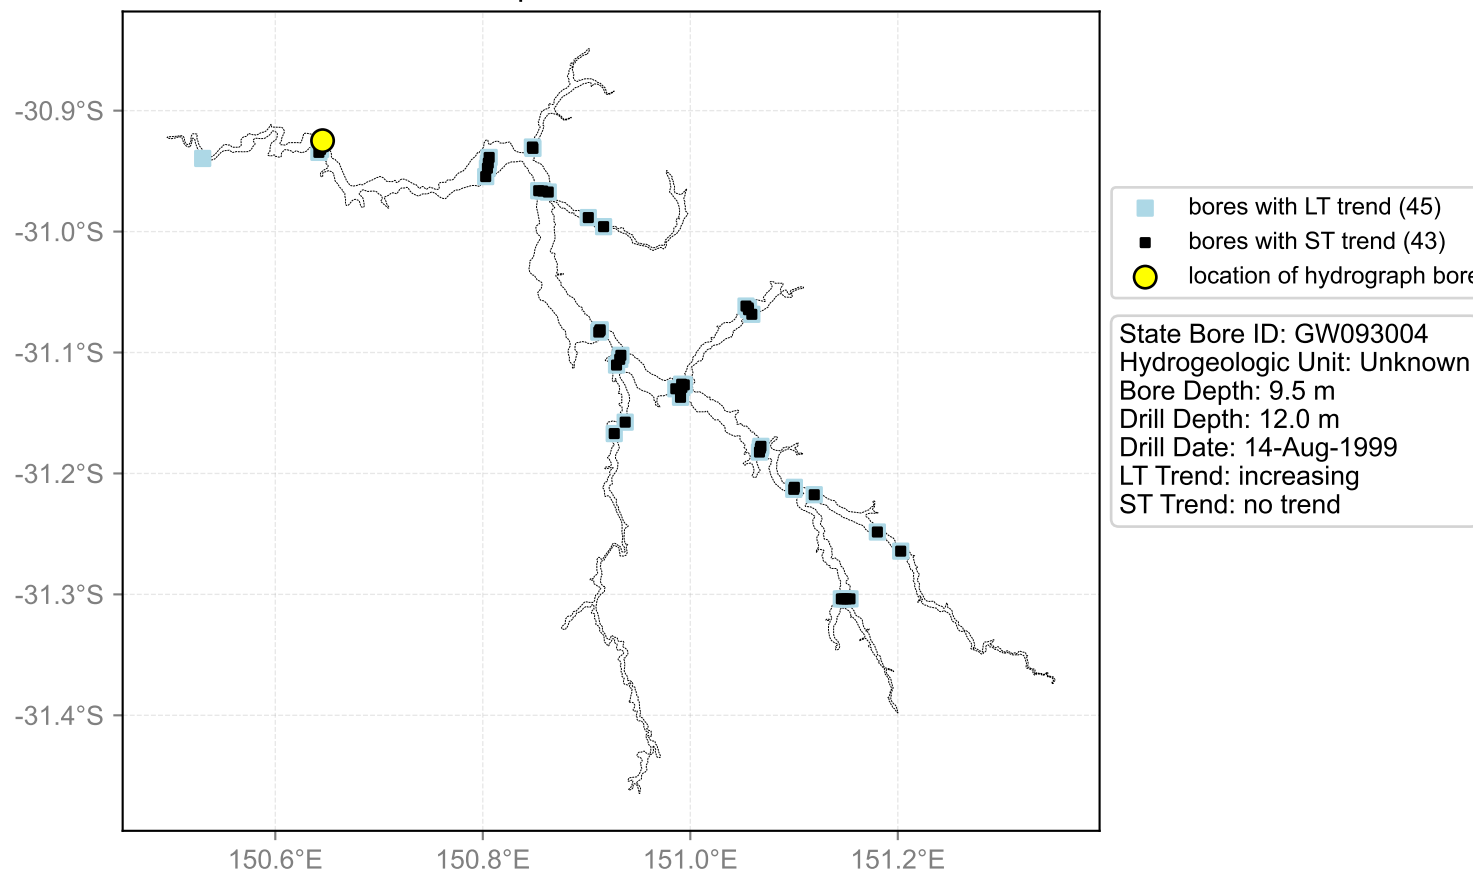 -30.9°S
-31.0°S
-31.1°S
-31.2°S
-31.3°S
-31.4°S
150.6°E
150.8°E
151.0°E
151.2°E
bores with LT trend (45)
bores with ST trend (43)
location of hydrograph bore
State Bore ID: GW093004
Hydrogeologic Unit: Unknown
Bore Depth: 9.5 m
Drill Depth: 12.0 m
Drill Date: 14-Aug-1999
LT Trend: increasing
ST Trend: no trend